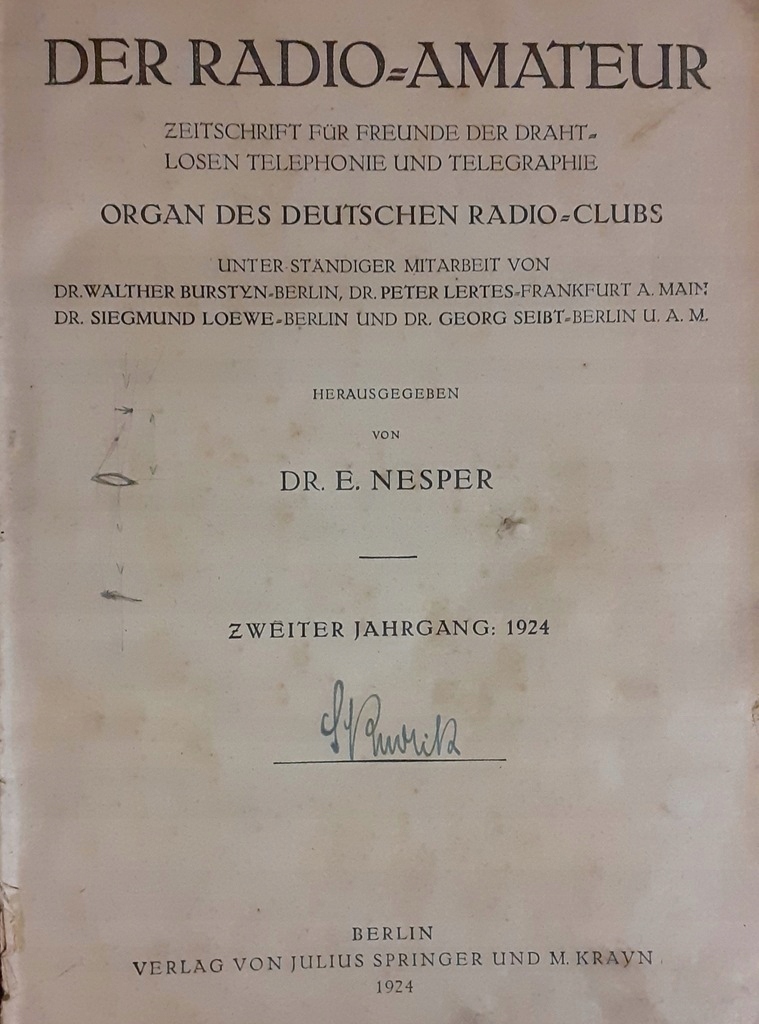 DER RADIO=AMATEUR
ZEITSCHRIFT FÜR FREUNDE DER DRAHT=
LOSEN TELEPHONIE UND TELEGRAPHIE
ORGAN DES DEUTSCHEN RADIO=CLUBS
UNTER STÄNDIGER MITARBEIT VON
DR. WALTHER BURSTYN=BERLIN, DR. PETER LERTES=FRANKFURT A. MAIN
DR. SIEGMUND LOEWE=BERLIN UND DR. GEORG SEIBT=BERLIN U. A. M.
HERAUSGEGEBEN
VON
DR. E. NESPER
ZWEITER JAHRGANG: 1924
BERLIN
VERLAG VON JULIUS SPRINGER UND M. KRAYN
1924